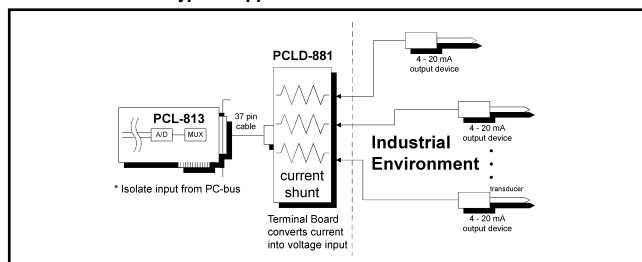 PCLD-881
4 - 20 mA
output device
PCL-813
A/D
MUX
37 pin
cable
* Isolate input from PC-bus
current
shunt
Terminal Board
converts current
into voltage input
Industrial
Environment
4 - 20 mA
output device
transducer
4 - 20 mA
output device